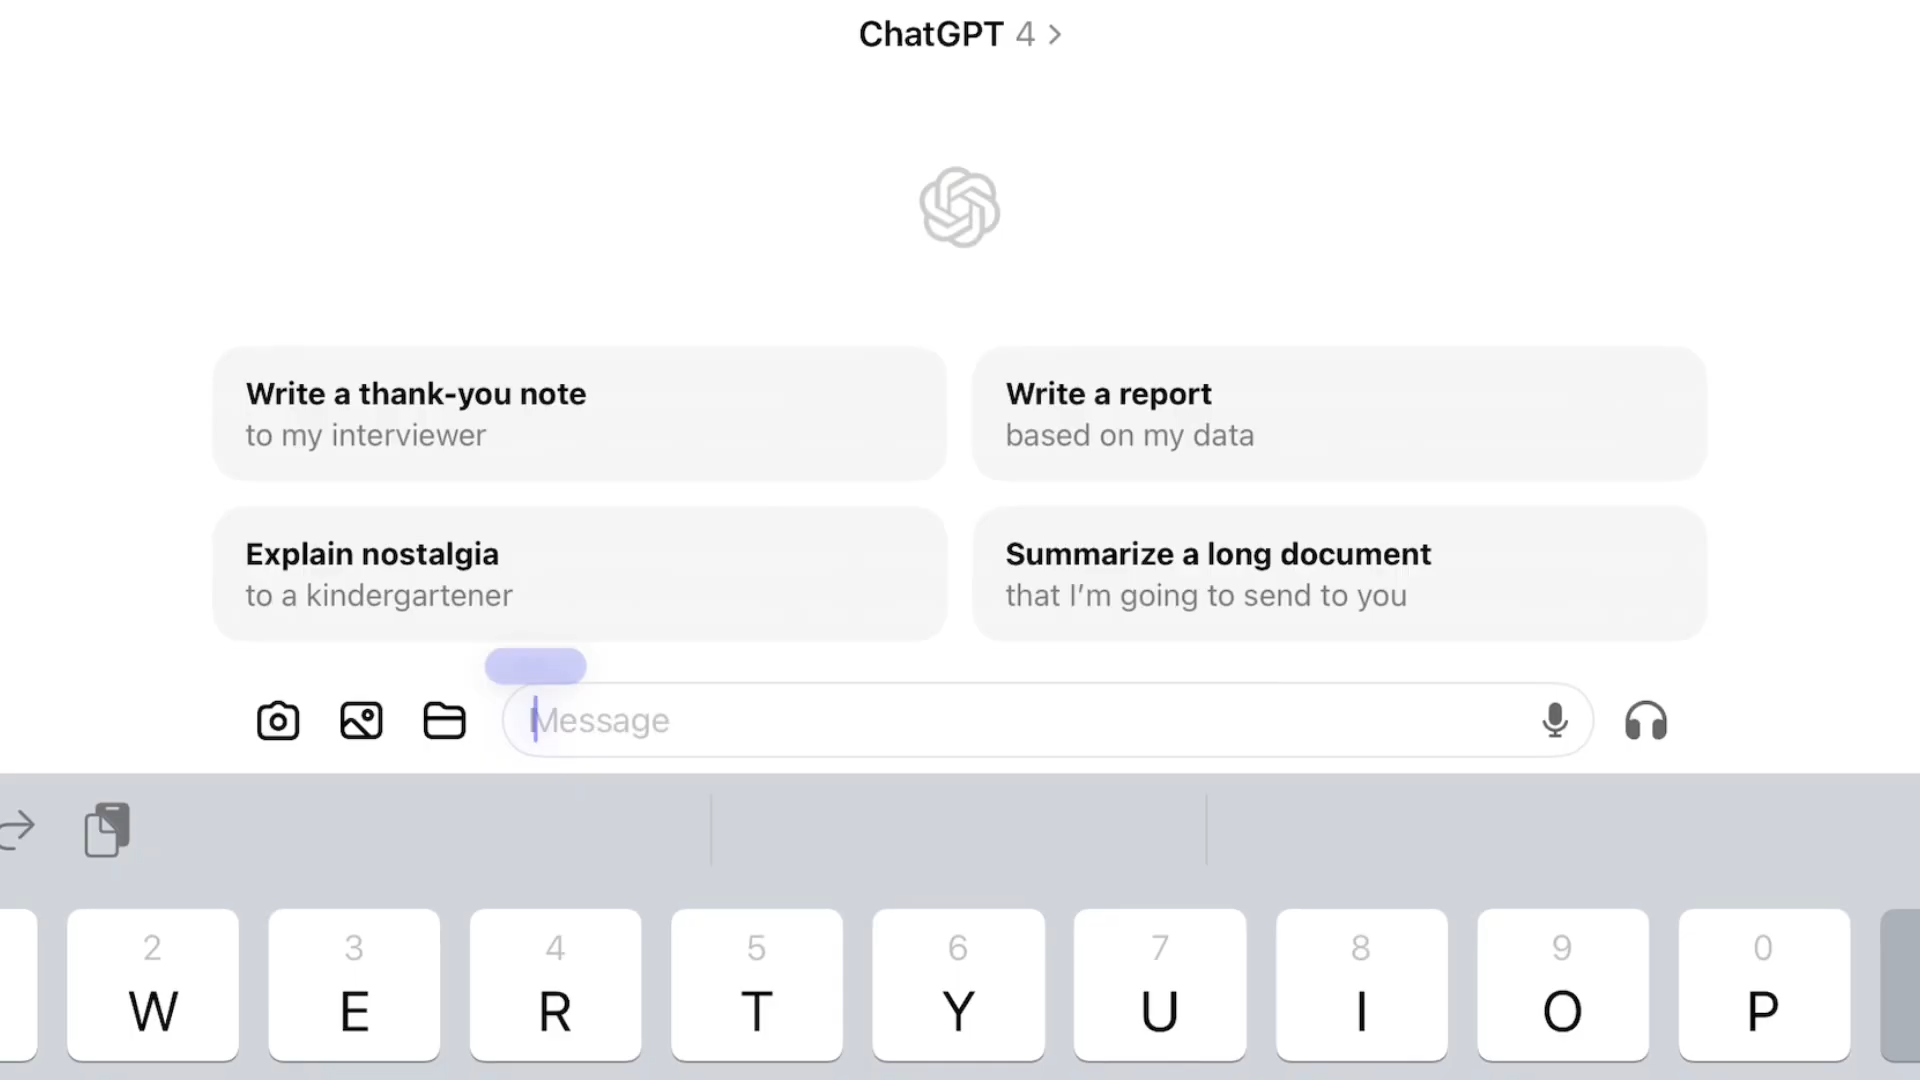 ChatGPT 4 >
Write a thank-you note
to my interviewer
Write a report
based on my data
Explain nostalgia
to a kindergartener
Summarize a long document
that I’m going to send to you
Message
2 3 4 5 6 7 8 9 0
W E R T Y U I O P